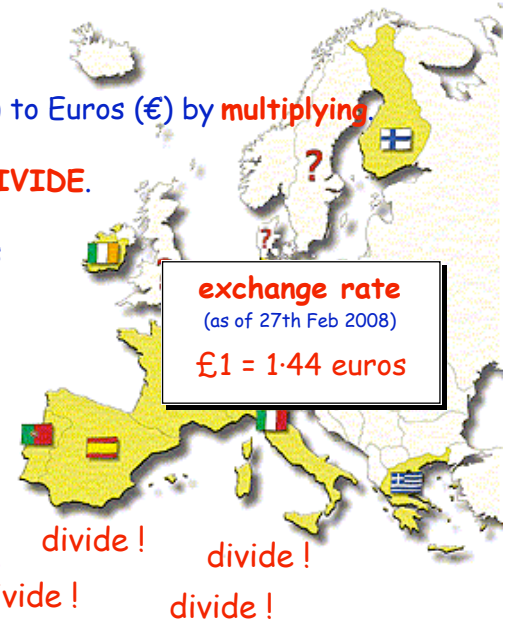 to Euros (€) by multiplying.
IVIDE.
?
?
exchange rate
(as of 27th Feb 2008)
£1 = 1·44 euros
divide !
divide !
vide !
divide !